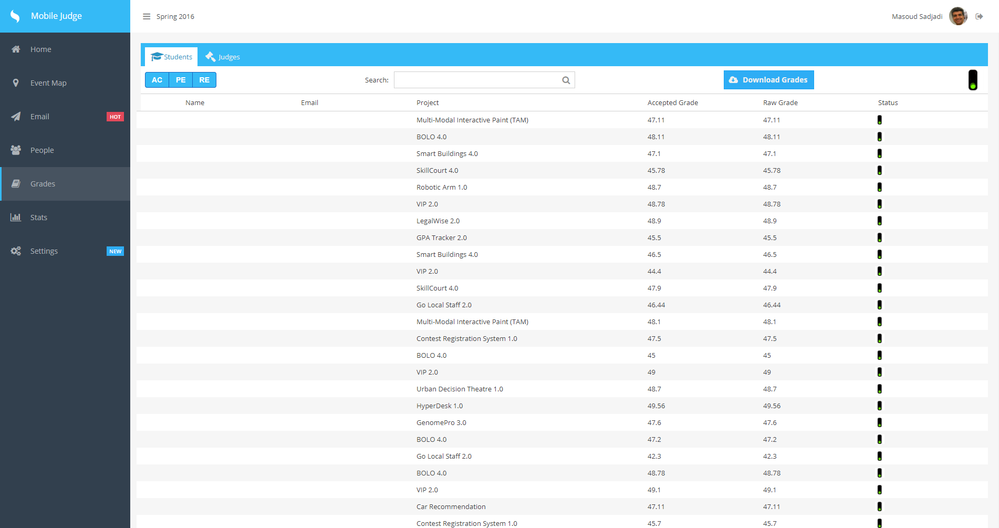 Mobile Judge
Spring 2016
Masoud Sadjadi
Home
Event Map
Email HOT
People
Grades
Stats
Settings NEW
Students Judges
AC PE RE Search: Download Grades
Name Email Project Accepted Grade Raw Grade Status
Multi-Modal Interactive Paint (TAM) 47.11 47.11
BOLO 4.0 48.11 48.11
Smart Buildings 4.0 47.1 47.1
SkillCourt 4.0 45.78 45.78
Robotic Arm 1.0 48.7 48.7
VIP 2.0 48.78 48.78
LegalWise 2.0 48.9 48.9
GPA Tracker 2.0 45.5 45.5
Smart Buildings 4.0 46.5 46.5
VIP 2.0 44.4 44.4
SkillCourt 4.0 47.9 47.9
Go Local Staff 2.0 46.44 46.44
Multi-Modal Interactive Paint (TAM) 48.1 48.1
Contest Registration System 1.0 47.5 47.5
BOLO 4.0 45 45
VIP 2.0 49 49
Urban Decision Theatre 1.0 48.7 48.7
HyperDesk 1.0 49.56 49.56
GenomePro 3.0 47.6 47.6
BOLO 4.0 47.2 47.2
Go Local Staff 2.0 42.3 42.3
BOLO 4.0 48.78 48.78
VIP 2.0 49.1 49.1
Car Recommendation 47.11 47.11
Contest Registration System 1.0 45.7 45.7